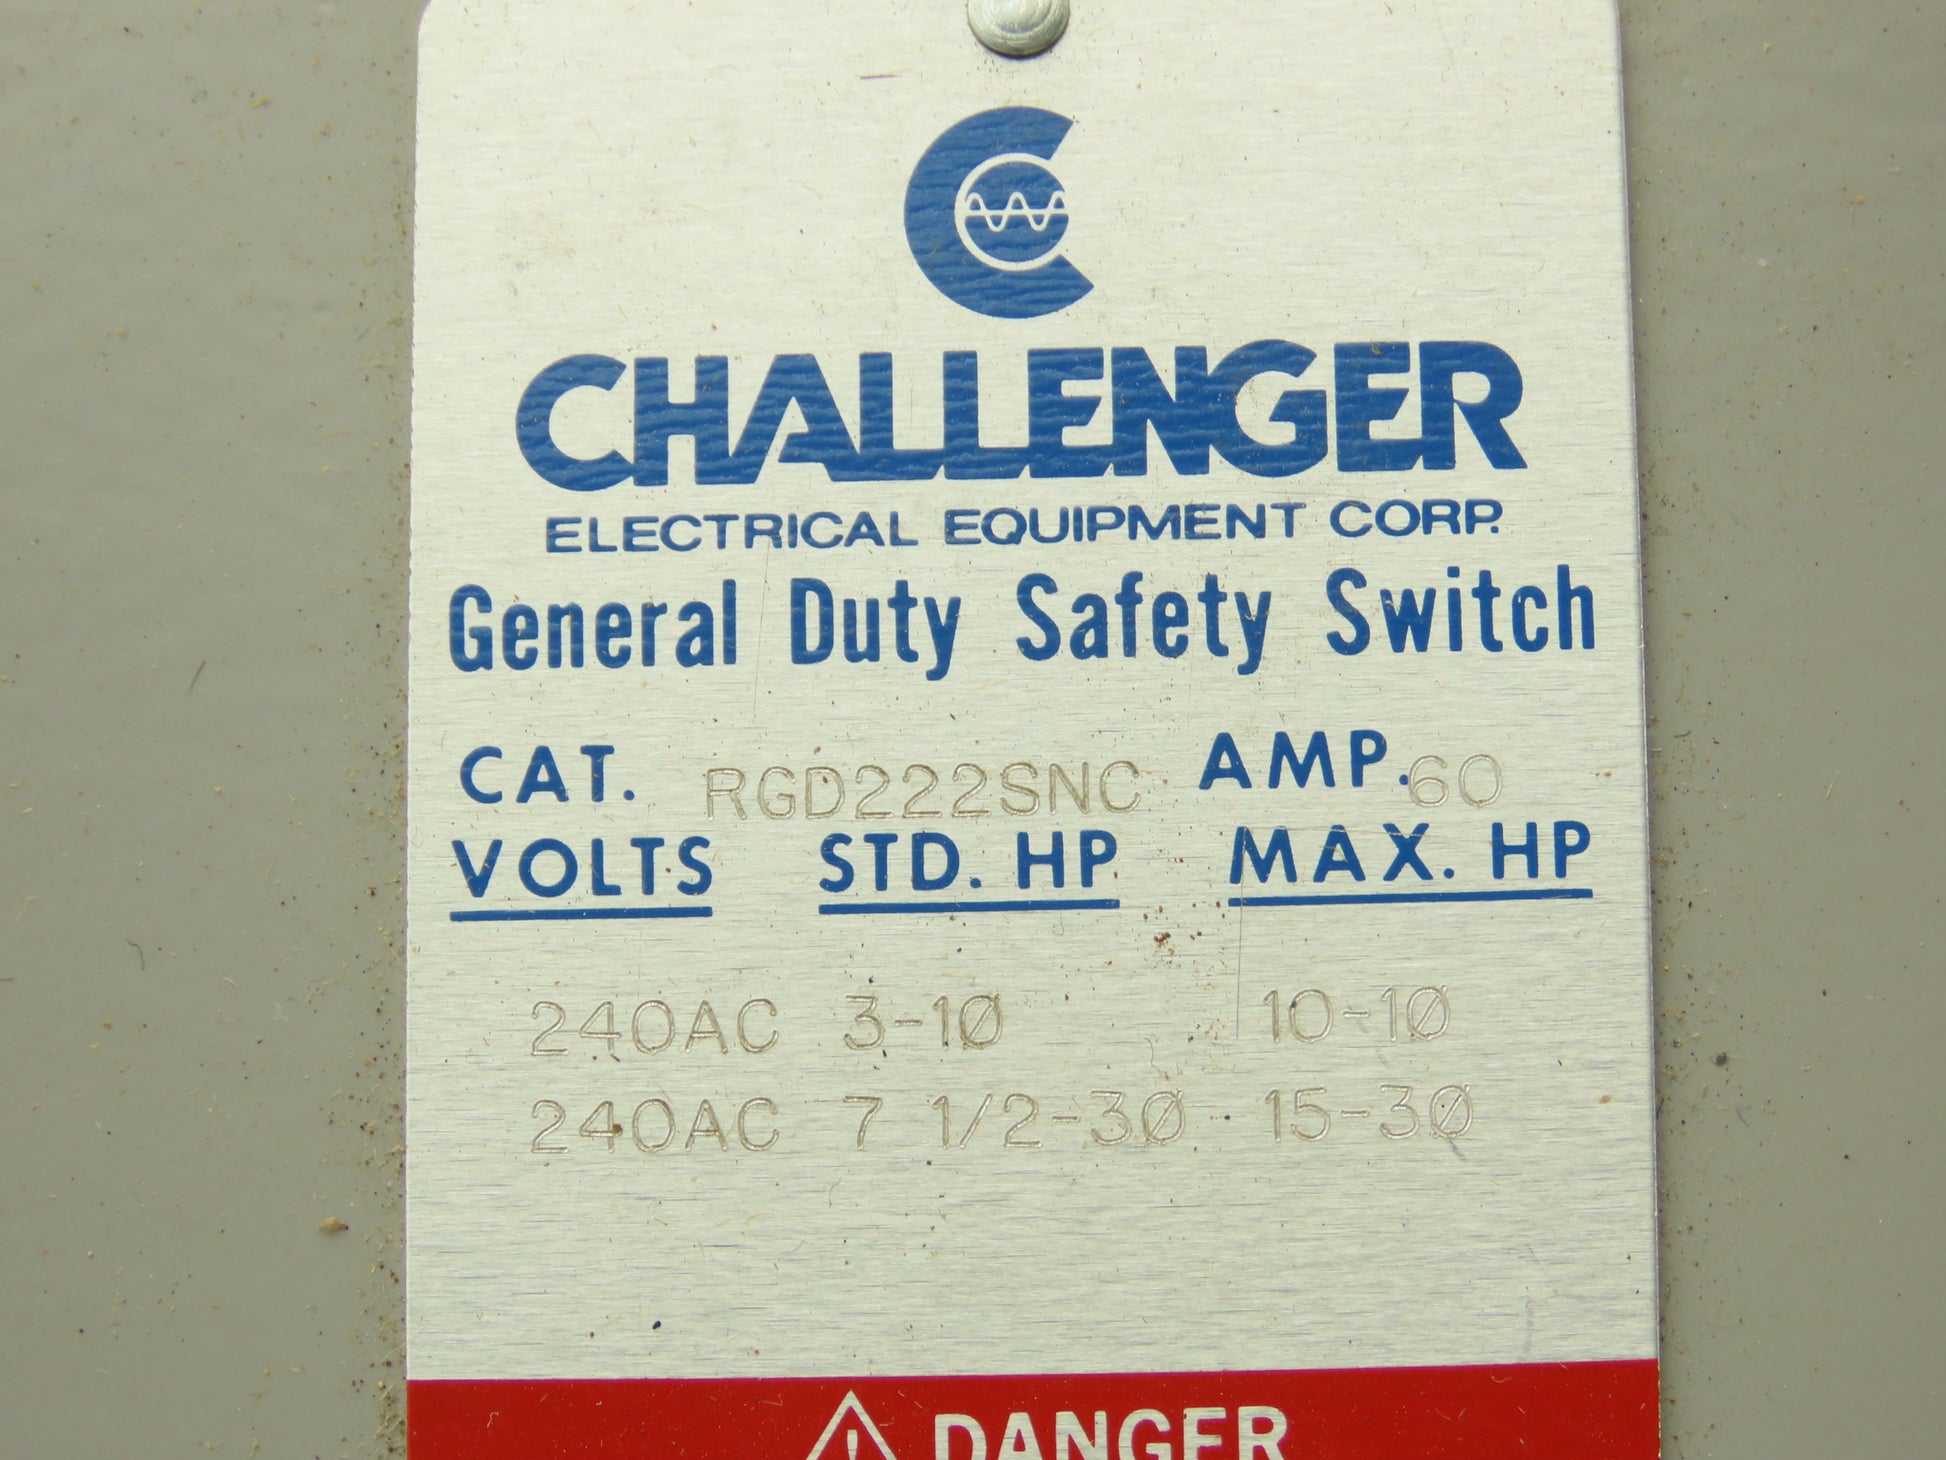 CHALLENGER
ELECTRICAL EQUIPMENT CORP.
General Duty Safety Switch
CAT. RGD222SNC AMP. 60
VOLTS STD. HP MAX. HP
240AC 3-1Ø 10-1Ø
240AC 7 1/2-3Ø 15-3Ø
⚠ DANGER